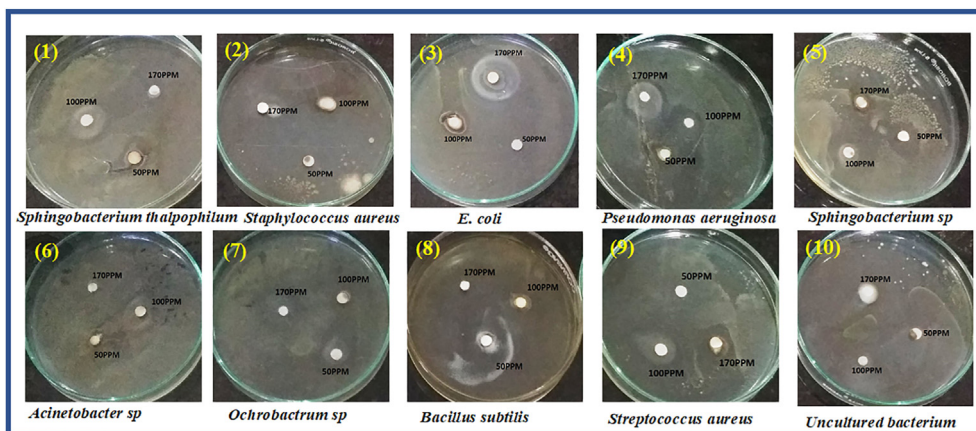 (1)
170PPM
100PPM
50PPM
Sphingobacterium thalpophilum
(2)
170PPM
100PPM
50PPM
Staphylococcus aureus
(3)
170PPM
100PPM
50PPM
E. coli
(4)
170PPM
100PPM
50PPM
Pseudomonas aeruginosa
(5)
170PPM
50PPM
100PPM
Sphingobacterium sp
(6)
170PPM
100PPM
50PPM
Acinetobacter sp
(7)
170PPM
100PPM
50PPM
Ochrobactrum sp
(8)
170PPM
100PPM
50PPM
Bacillus subtilis
(9)
50PPM
100PPM
170PPM
Streptococcus aureus
(10)
170PPM
50PPM
100PPM
Uncultured bacterium